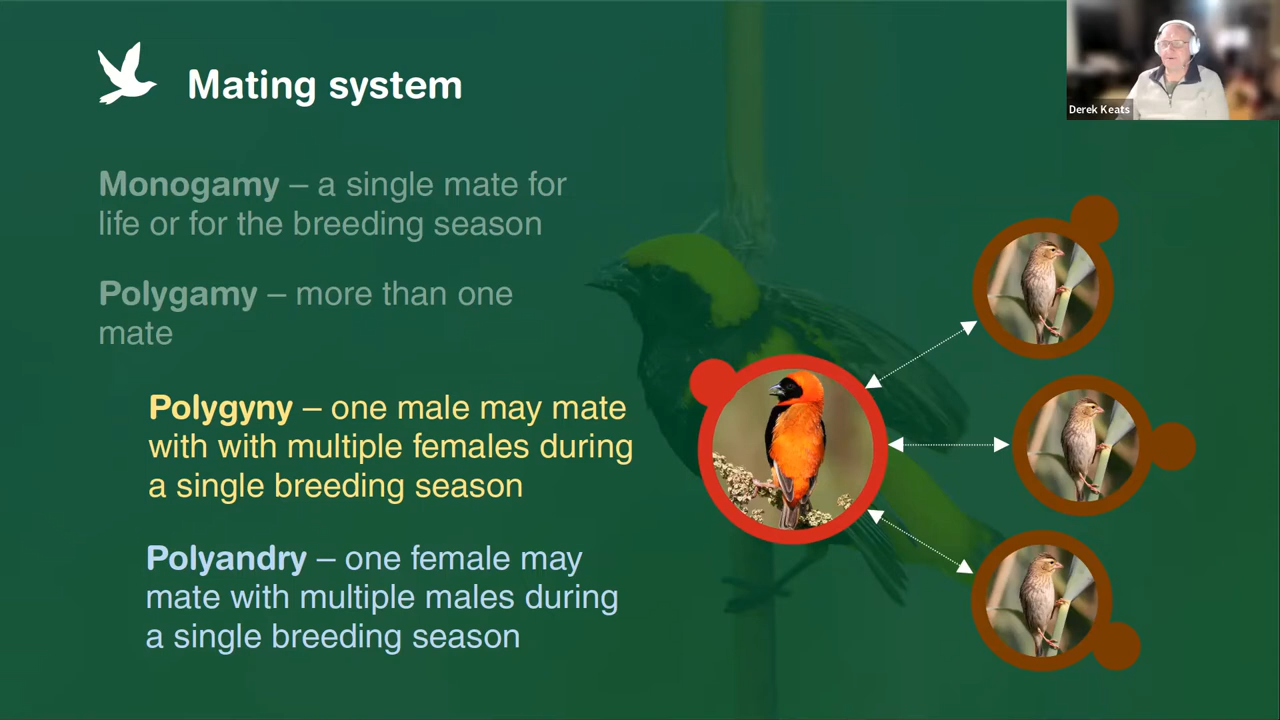 Mating system
Derek Keats
Monogamy – a single mate for
life or for the breeding season
Polygamy – more than one
mate
Polygyny – one male may mate
with with multiple females during
a single breeding season
Polyandry – one female may
mate with multiple males during
a single breeding season